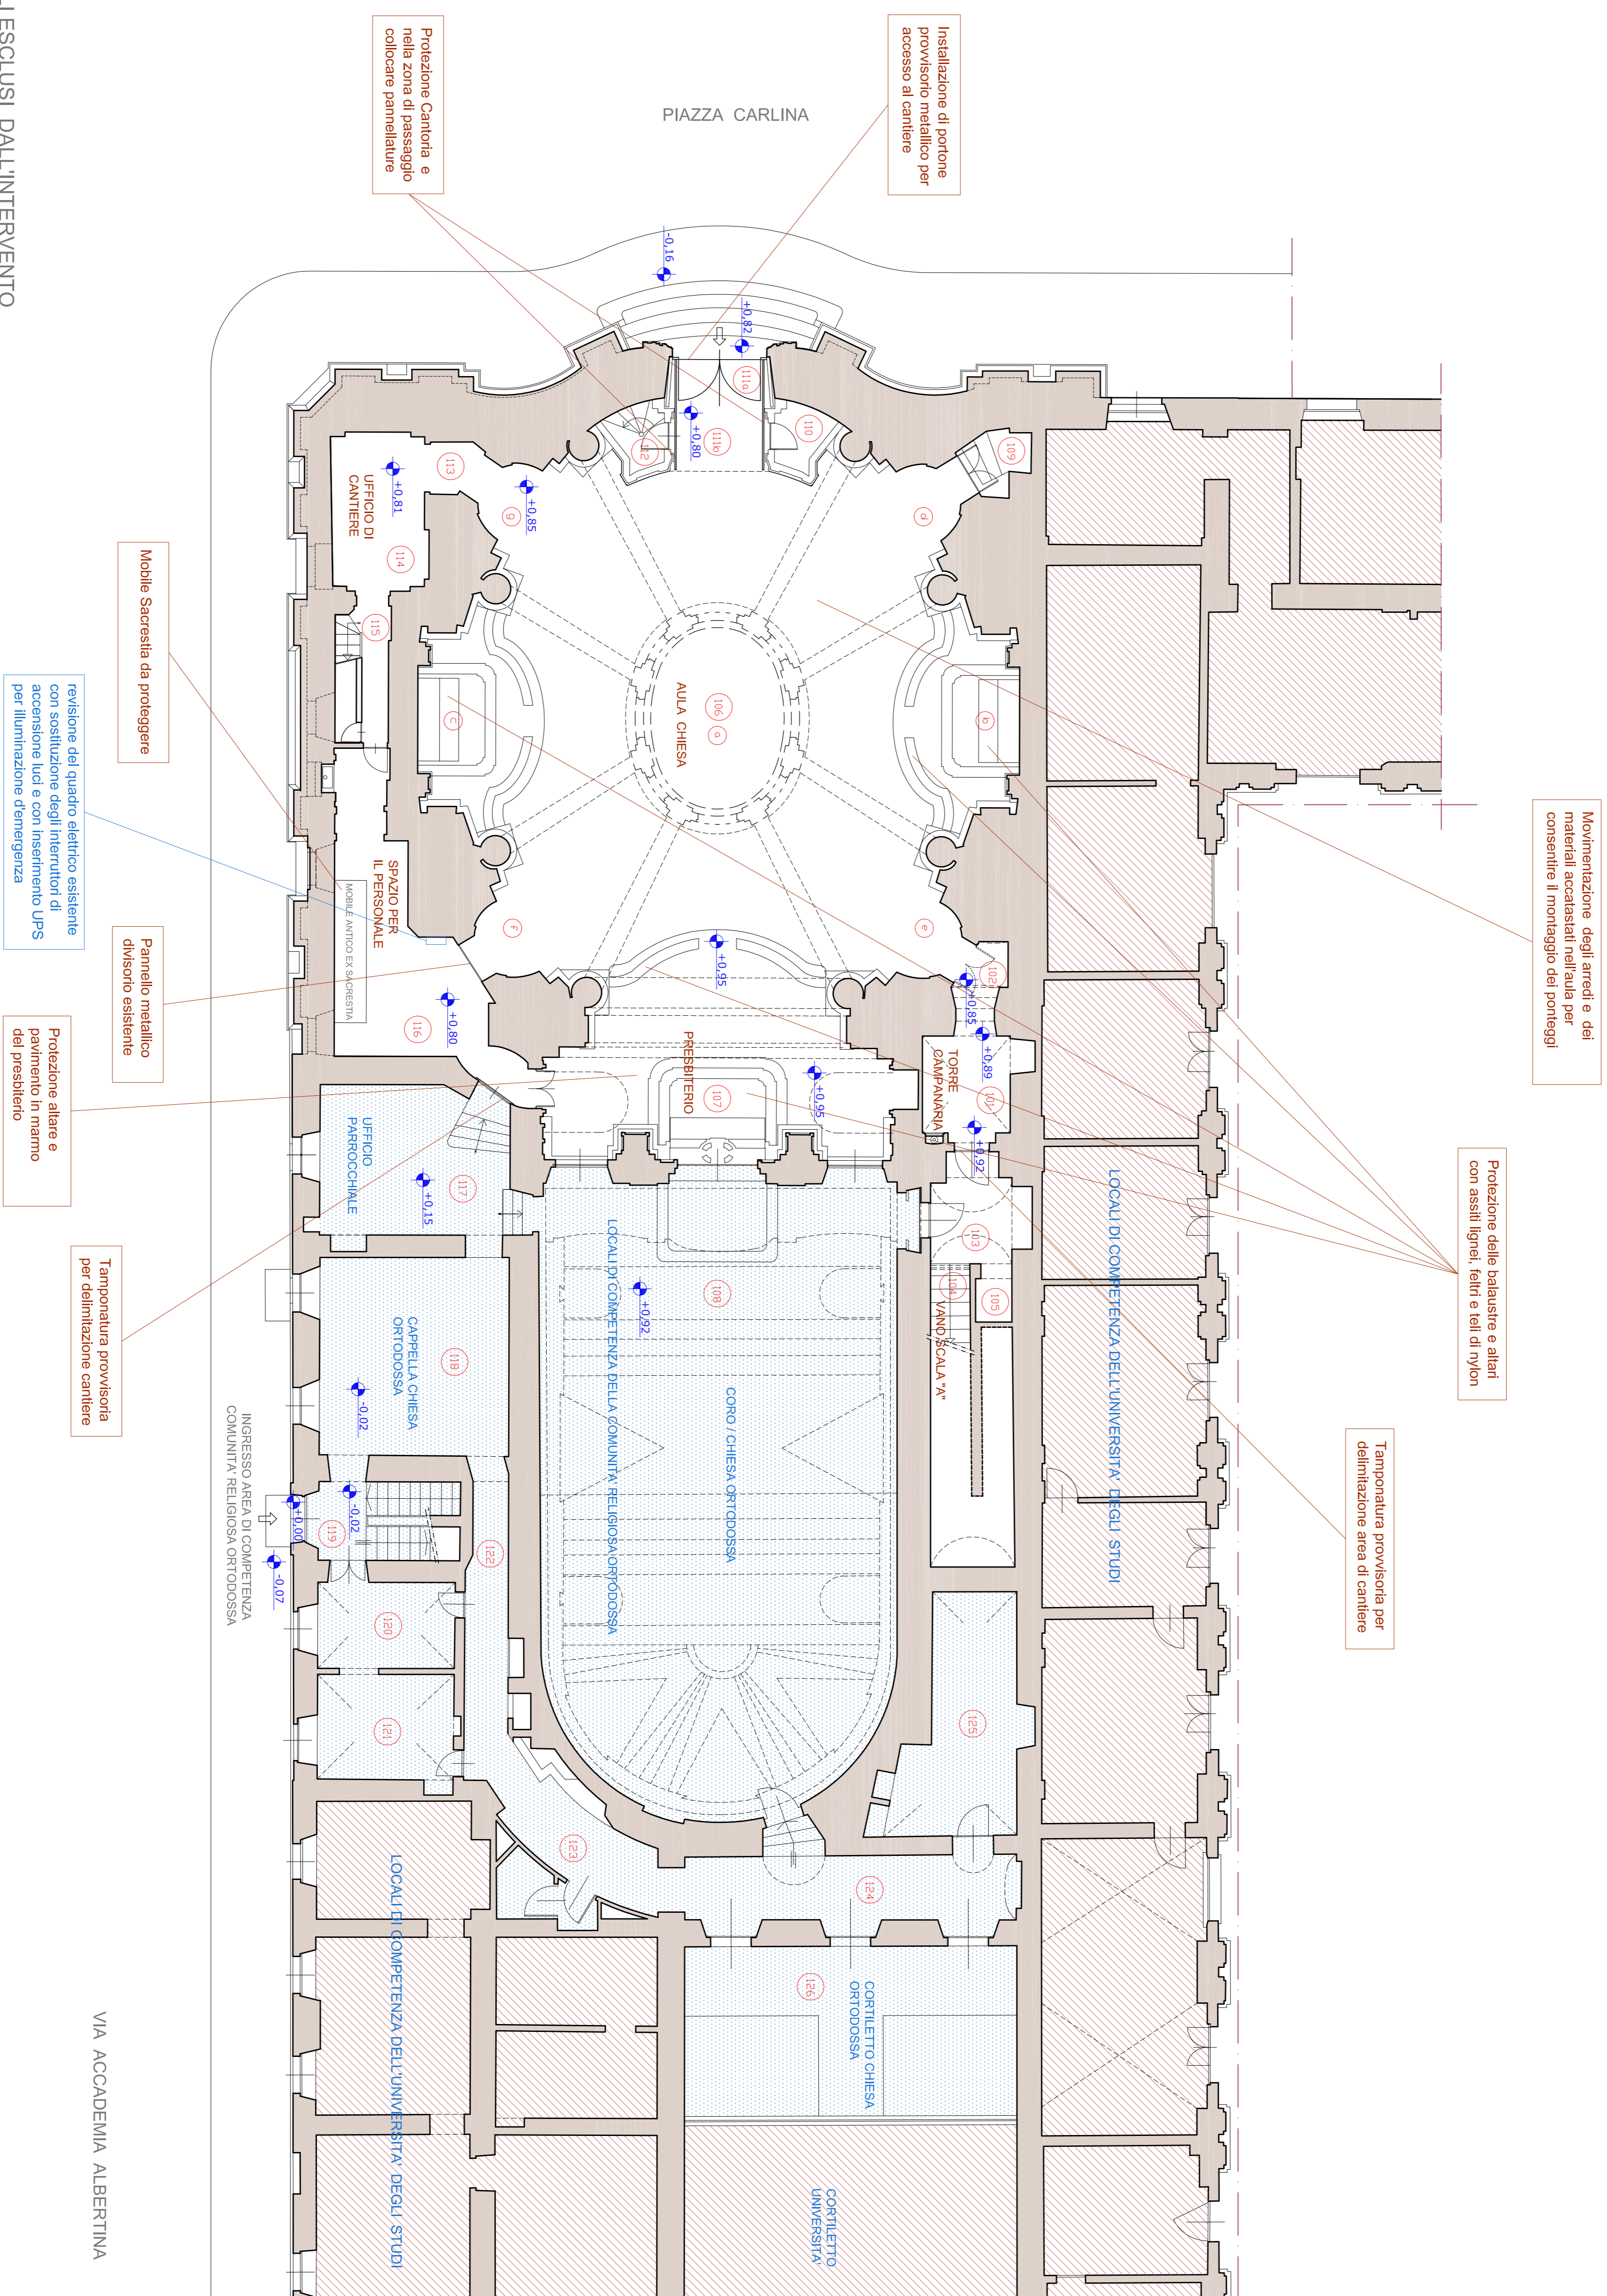 LI ESCLUSI DALL'INTERVENTO
PIAZZA CARLINA
Installazione di portone
provvisorio metallico per
accesso al cantiere
Protezione Cantoria e
nella zona di passaggio
collocare pannellature
Movimentazione degli arredi e dei
materiali accatastati nell'aula per
consentire il montaggio dei ponteggi
Protezione delle balaustre e altari
con assiti lignei, feltri e teli di nylon
Tamponatura provvisoria per
delimitazione area di cantiere
Mobile Sacrestia da proteggere
revisione del quadro elettrico esistente
con sostituzione degli interruttori di
accensione luci e con inserimento UPS
per illuminazione d'emergenza
Pannello metallico
divisorio esistente
Protezione altare e
pavimento in marmo
del presbiterio
Tamponatura provvisoria
per delimitazione cantiere
-0,16
+0,82
111a
+0,80
111b
110
112
109
113
+0,81
UFFICIO DI
CANTIERE
114
115
+0,85
g
d
b
c
106
a
AULA CHIESA
e
f
SPAZIO PER
IL PERSONALE
MOBILE ANTICO EX SACRESTIA
116
+0,80
+0,95
102
+0,85
+0,89
TORRE
CAMPANARIA
101
+0,92
PRESBITERIO
107
+0,95
103
104
105
VANO SCALA "A"
UFFICIO
PARROCCHIALE
117
+0,15
108
+0,92
LOCALI DI COMPETENZA DELLA COMUNITA' RELIGIOSA ORTODOSSA
CORO / CHIESA ORTODOSSA
LOCALI DI COMPETENZA DELL'UNIVERSITA' DEGLI STUDI
CAPPELLA CHIESA
ORTODOSSA
118
-0,02
-0,02
119
+0,00
-0,07
INGRESSO AREA DI COMPETENZA
COMUNITA' RELIGIOSA ORTODOSSA
122
120
121
123
124
125
126
CORTILETTO CHIESA
ORTODOSSA
CORTILETTO
UNIVERSITA'
LOCALI DI COMPETENZA DELL'UNIVERSITA' DEGLI STUDI
VIA ACCADEMIA ALBERTINA